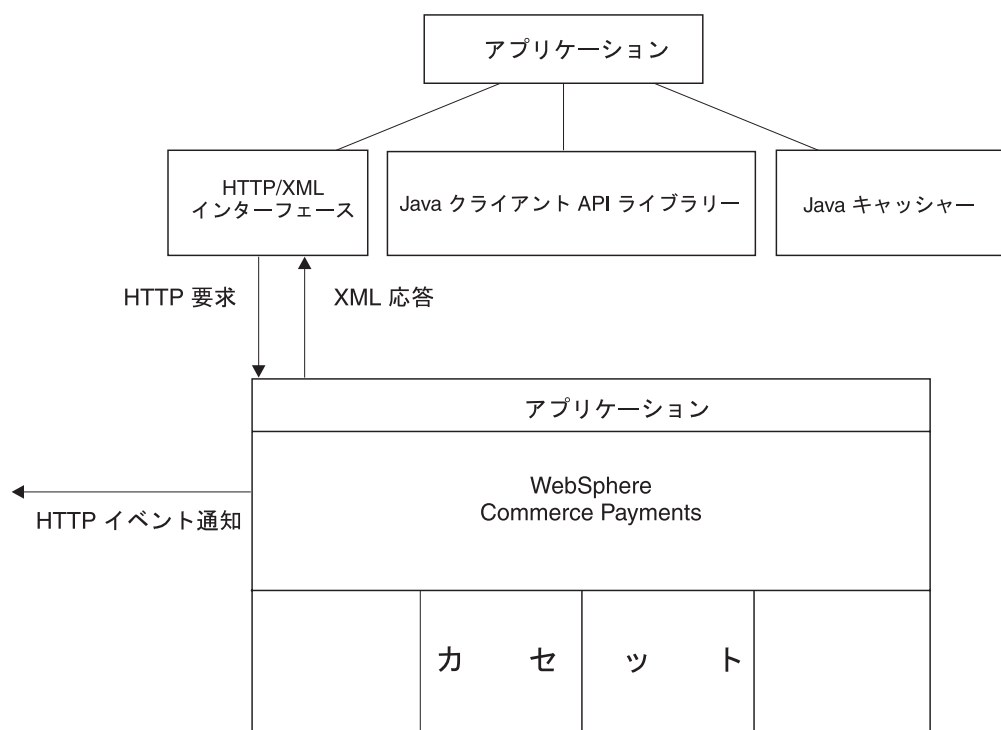 アプリケーション
HTTP/XML
インターフェース
Java クライアント API ライブラリー
Java キャッシャー
HTTP 要求
XML 応答
アプリケーション
WebSphere
Commerce Payments
HTTP イベント通知
カ セ ッ ト